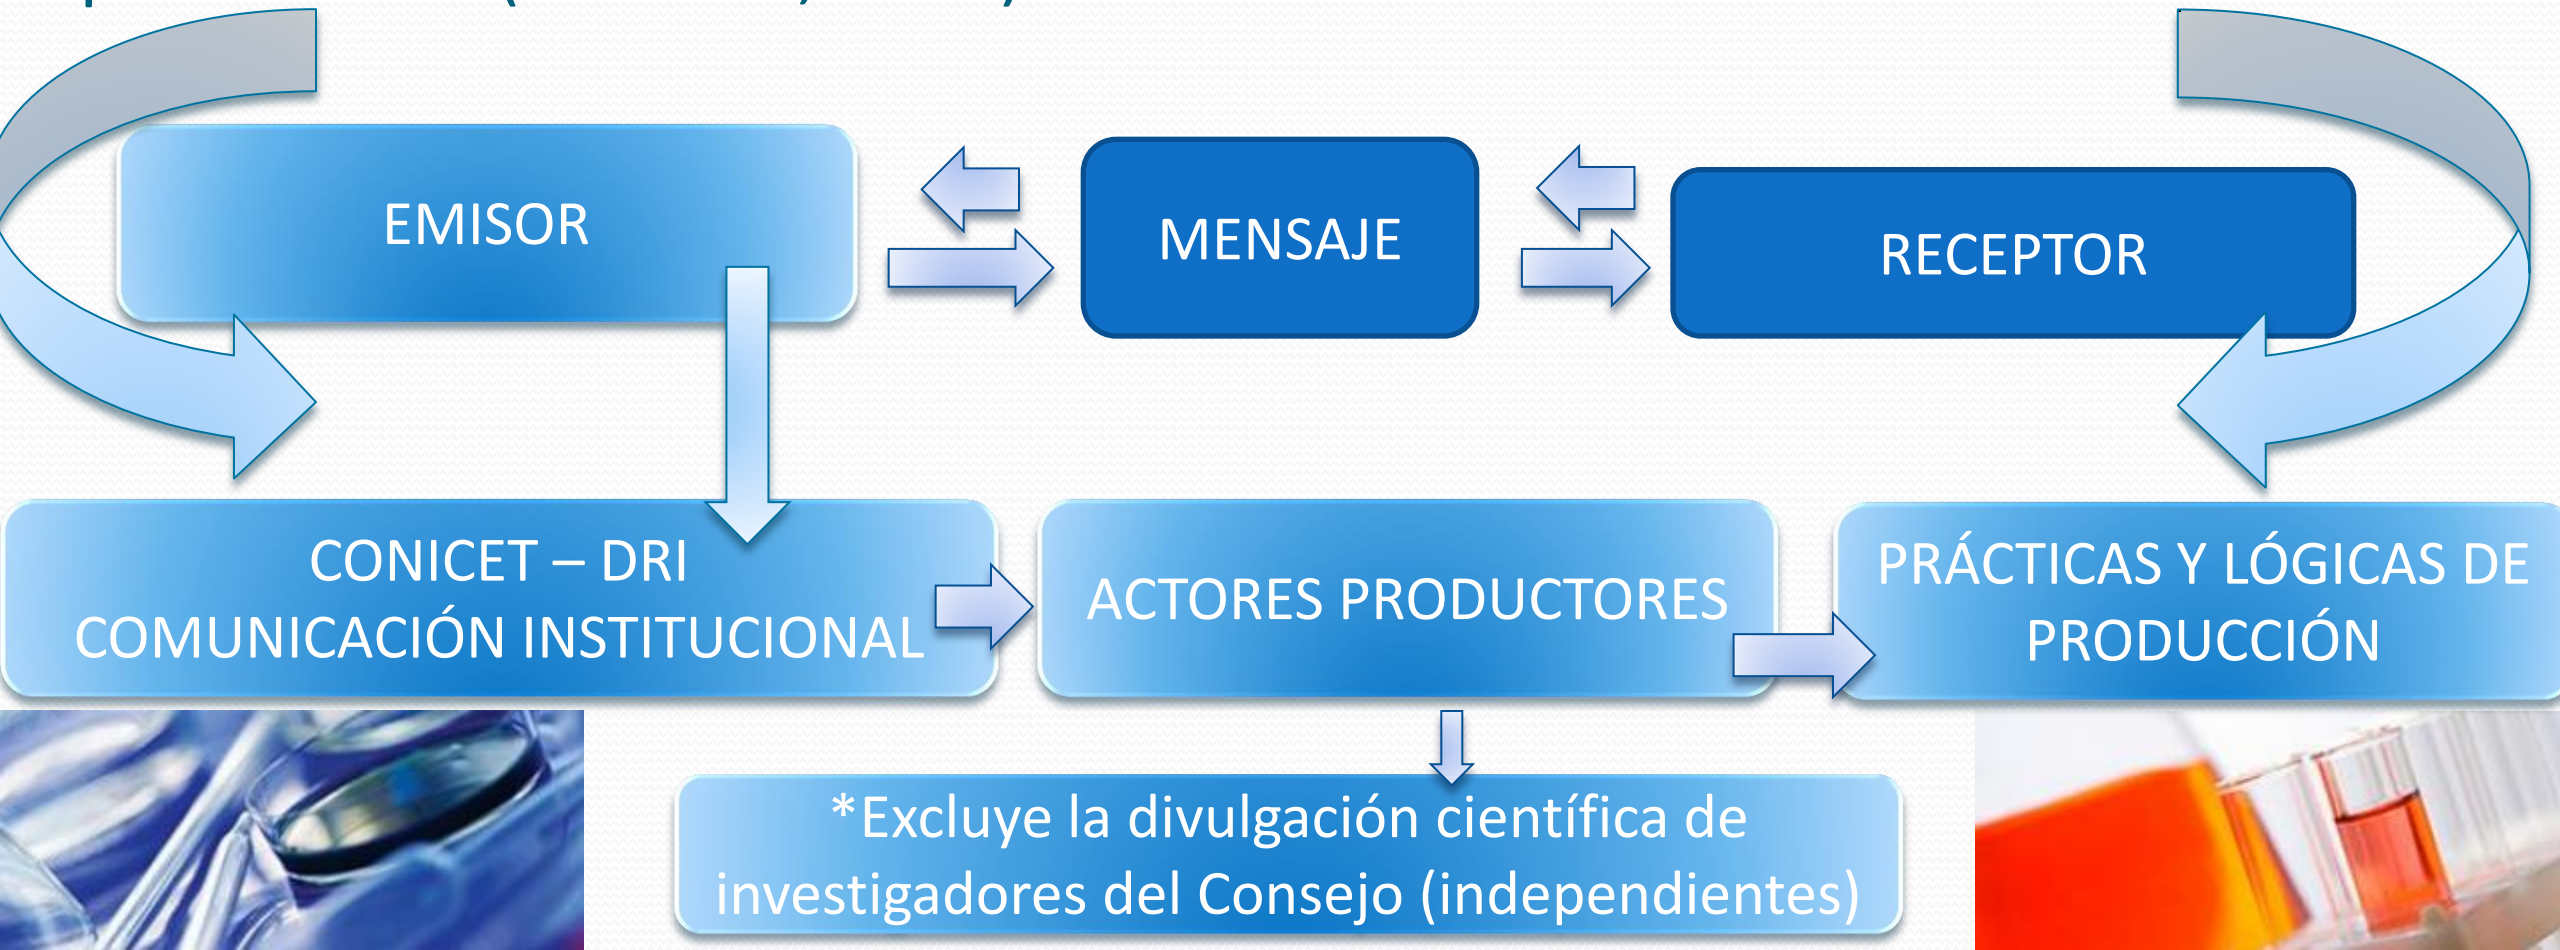 EMISOR
MENSAJE
RECEPTOR
CONICET – DRI
COMUNICACIÓN INSTITUCIONAL
ACTORES PRODUCTORES
PRÁCTICAS Y LÓGICAS DE
PRODUCCIÓN
*Excluye la divulgación científica de
investigadores del Consejo (independientes)